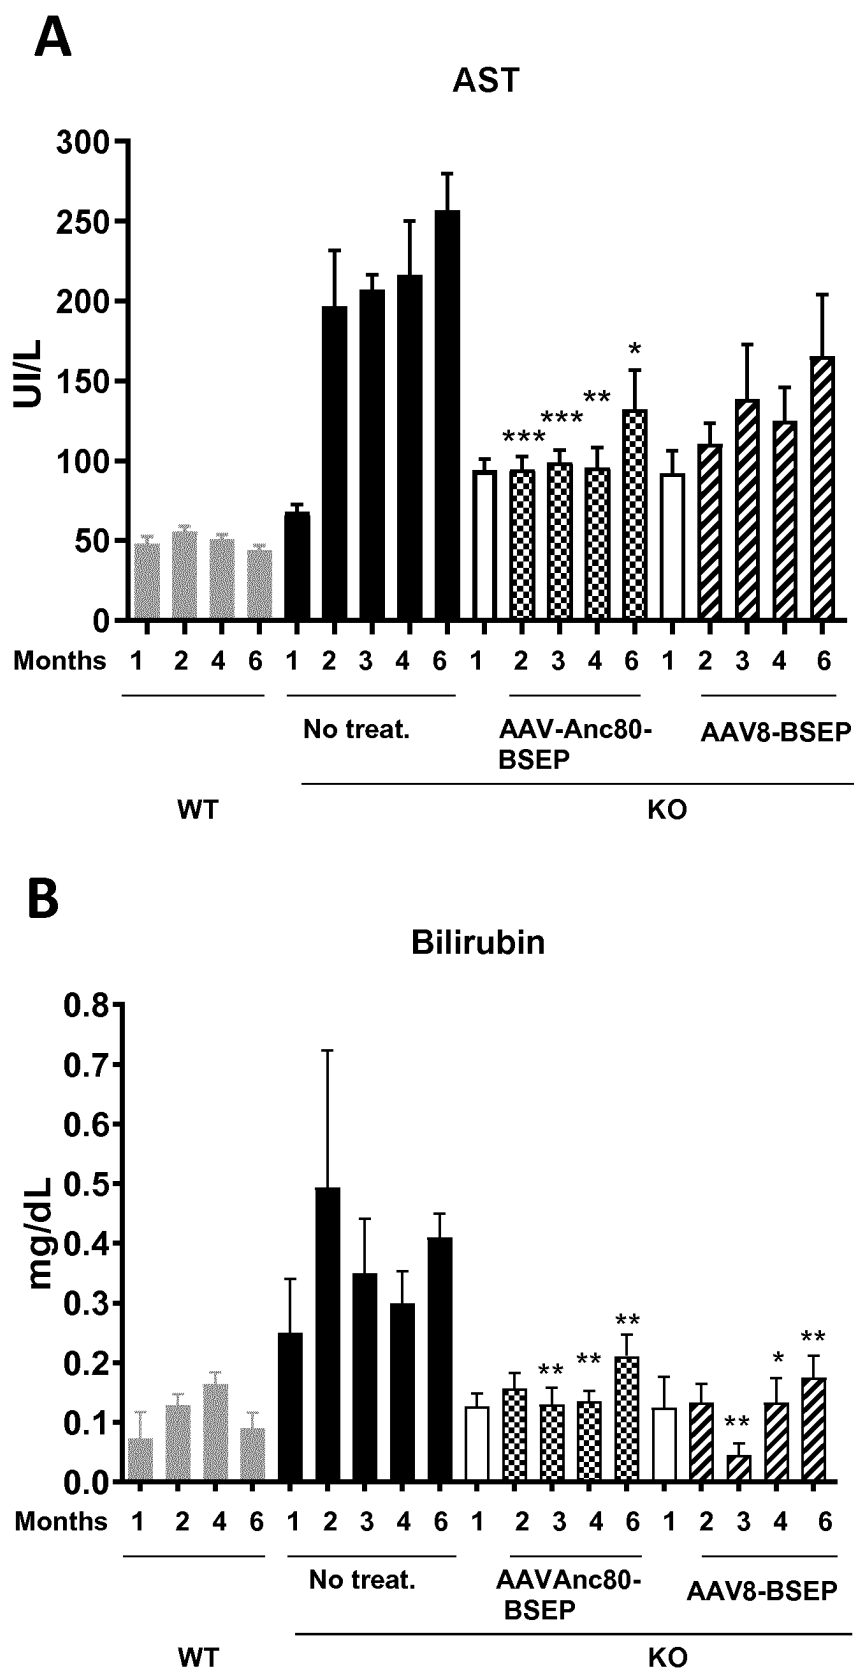 A
AST
300
250
200
150
100
50
0
UI/L
***
***
**
*
Months 1 2 4 6 1 2 3 4 6 1 2 3 4 6 1 2 3 4 6
No treat.
AAV-Anc80-
BSEP
AAV8-BSEP
WT
KO
B
Bilirubin
0.8
0.7
0.6
0.5
0.4
0.3
0.2
0.1
0.0
mg/dL
**
**
**
**
*
**
Months 1 2 4 6 1 2 3 4 6 1 2 3 4 6 1 2 3 4 6
No treat.
AAVAnc80-
BSEP
AAV8-BSEP
WT
KO